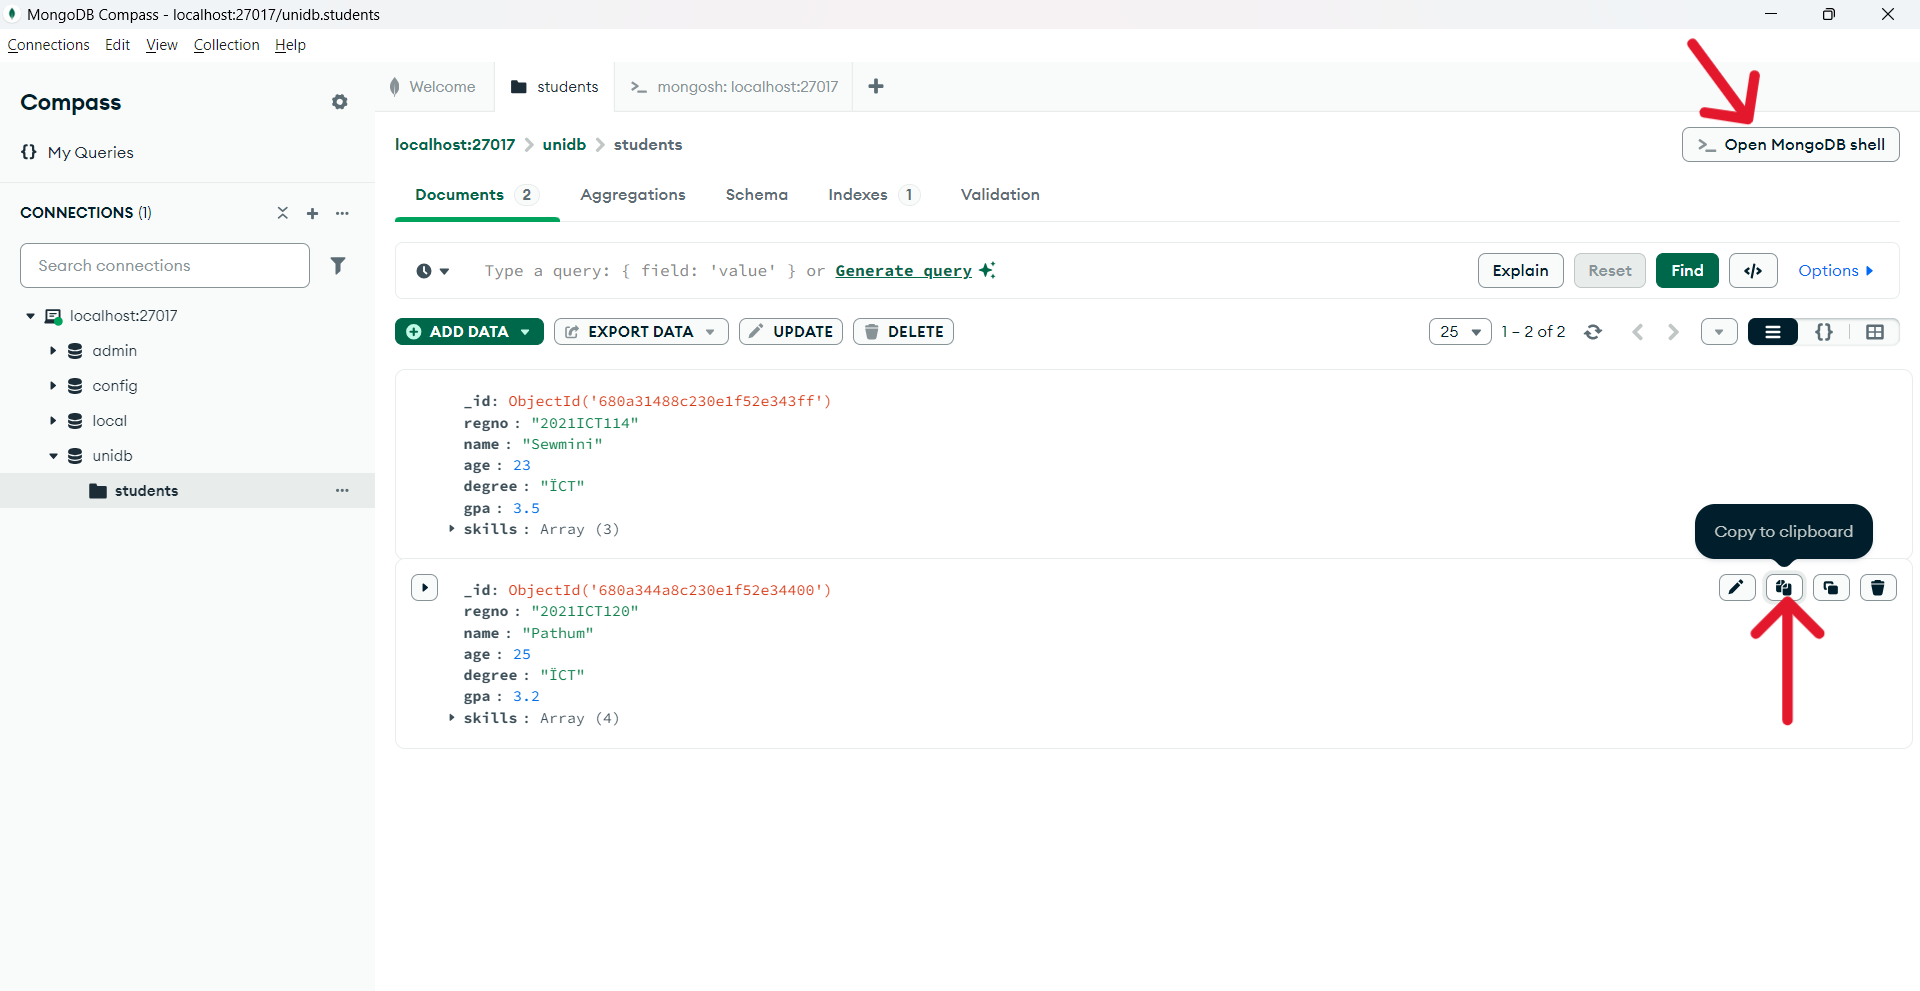 MongoDB Compass - localhost:27017/unidb.students
Connections Edit View Collection Help
Compass
{} My Queries
CONNECTIONS (1)
Search connections
localhost:27017
admin
config
local
unidb
students
Welcome students >_ mongosh: localhost:27017
localhost:27017 > unidb > students
>_ Open MongoDB shell
Documents 2 Aggregations Schema Indexes 1 Validation
Type a query: { field: 'value' } or Generate query
Explain Reset Find </> Options
ADD DATA EXPORT DATA UPDATE DELETE
25 1 – 2 of 2 {}
_id: ObjectId('680a31488c230e1f52e343ff')
regno : "2021ICT114"
name : "Sewmini"
age : 23
degree : "ÏCT"
gpa : 3.5
skills : Array (3)
Copy to clipboard
_id: ObjectId('680a344a8c230e1f52e34400')
regno : "2021ICT120"
name : "Pathum"
age : 25
degree : "ÏCT"
gpa : 3.2
skills : Array (4)